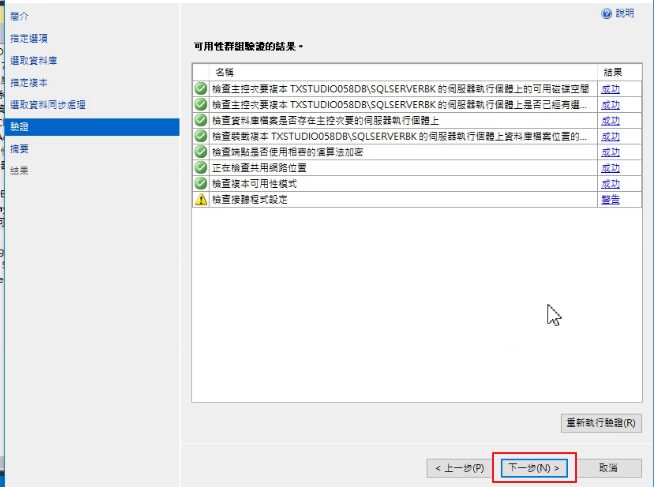 簡介
指定選項
選取資料庫
指定複本
選取資料同步處理
驗證
摘要
結果
說明
可用性群組驗證的結果。
名稱 結果
檢查主控次要複本 TXSTUDIO058DB\SQLSERVERBK 的伺服器執行個體上的可用磁碟空間 成功
檢查主控次要複本 TXSTUDIO058DB\SQLSERVERBK 的伺服器執行個體上是否已經有選... 成功
檢查資料庫檔案是否存在主控次要的伺服器執行個體上 成功
檢查裝載複本 TXSTUDIO058DB\SQLSERVERBK 的伺服器執行個體上資料庫檔案位置的... 成功
檢查端點是否使用相容的演算法加密 成功
正在檢查共用網路位置 成功
檢查複本可用性模式 成功
檢查接聽程式設定 警告
重新執行驗證(R)
< 上一步(P) 下一步(N) > 取消